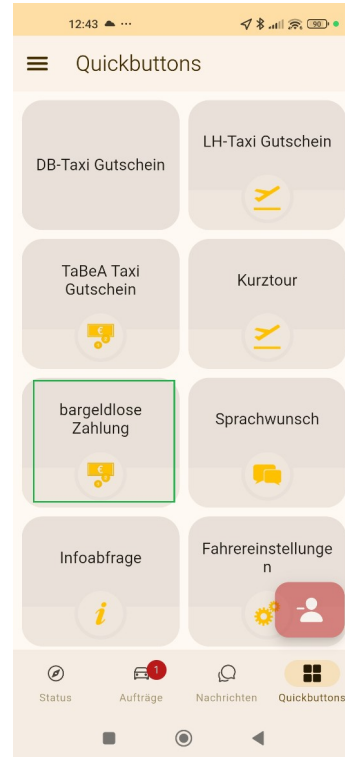 12:43
90
Quickbuttons
DB-Taxi Gutschein
LH-Taxi Gutschein
TaBeA Taxi
Gutschein
Kurztour
bargeldlose
Zahlung
Sprachwunsch
Infoabfrage
Fahrereinstellunge
n
1
Status
Aufträge
Nachrichten
Quickbuttons